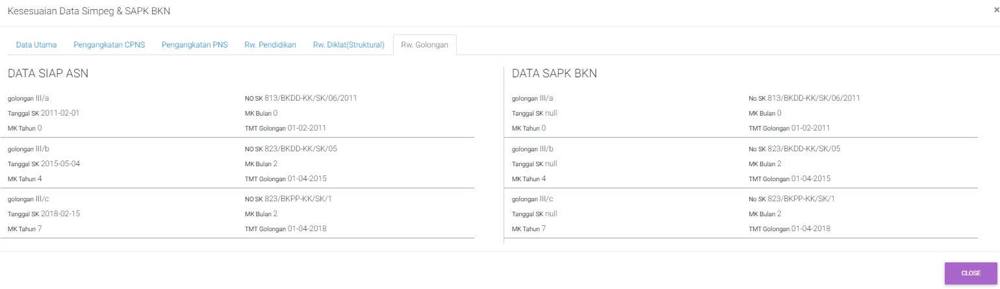 Kesesuaian Data Simpeg & SAPK BKN
×
Data Utama Pengangkatan CPNS Pengangkatan PNS Rw. Pendidikan Rw. Diklat(Struktural) Rw. Golongan
DATA SIAP ASN
golongan III/a NO SK 813/BKDD-KK/SK/06/2011
Tanggal SK 2011-02-01 MK Bulan 0
MK Tahun 0 TMT Golongan 01-02-2011
golongan III/b NO SK 823/BKDD-KK/SK/05
Tanggal SK 2015-05-04 MK Bulan 2
MK Tahun 4 TMT Golongan 01-04-2015
golongan III/c NO SK 823/BKPP-KK/SK/1
Tanggal SK 2018-02-15 MK Bulan 2
MK Tahun 7 TMT Golongan 01-04-2018
DATA SAPK BKN
golongan III/a No SK 813/BKDD-KK/SK/06/2011
Tanggal SK null MK Bulan 0
MK Tahun 0 TMT Golongan 01-02-2011
golongan III/b No SK 823/BKDD-KK/SK/05
Tanggal SK null MK Bulan 2
MK Tahun 4 TMT Golongan 01-04-2015
golongan III/c No SK 823/BKPP-KK/SK/1
Tanggal SK null MK Bulan 2
MK Tahun 7 TMT Golongan 01-04-2018
CLOSE